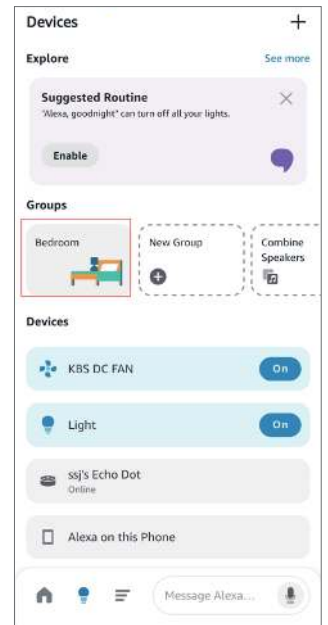 Devices
Explore
See more
Suggested Routine
"Alexa, goodnight" can turn off all your lights.
Enable
Groups
Bedroom
New Group
Combine
Speakers
Devices
KBS DC FAN
On
Light
On
ssj's Echo Dot
Online
Alexa on this Phone
Message Alexa...